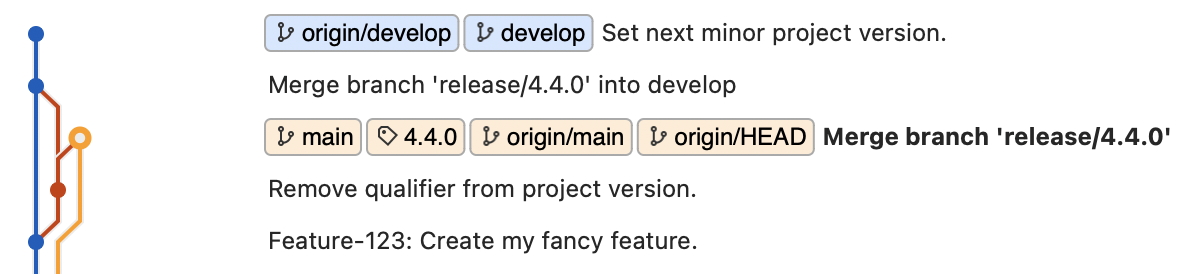 origin/develop develop Set next minor project version.
Merge branch 'release/4.4.0' into develop
main 4.4.0 origin/main origin/HEAD Merge branch 'release/4.4.0'
Remove qualifier from project version.
Feature-123: Create my fancy feature.